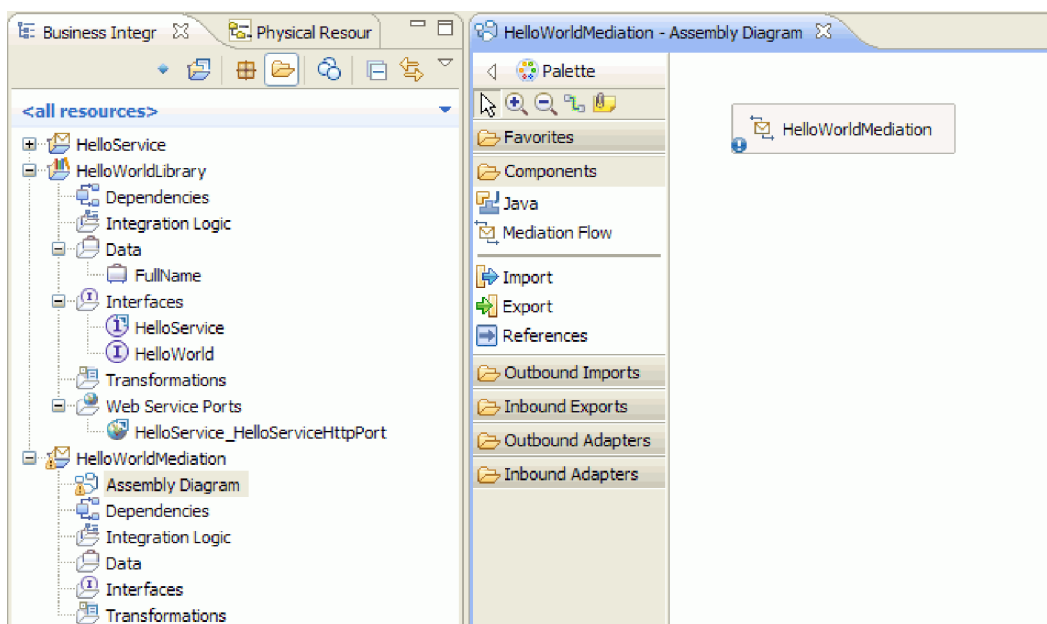 Business Integr
Physical Resour
<all resources>
HelloService
HelloWorldLibrary
Dependencies
Integration Logic
Data
FullName
Interfaces
HelloService
HelloWorld
Transformations
Web Service Ports
HelloService_HelloServiceHttpPort
HelloWorldMediation
Assembly Diagram
Dependencies
Integration Logic
Data
Interfaces
Transformations
HelloWorldMediation - Assembly Diagram
Palette
Favorites
Components
Java
Mediation Flow
Import
Export
References
Outbound Imports
Inbound Exports
Outbound Adapters
Inbound Adapters
HelloWorldMediation